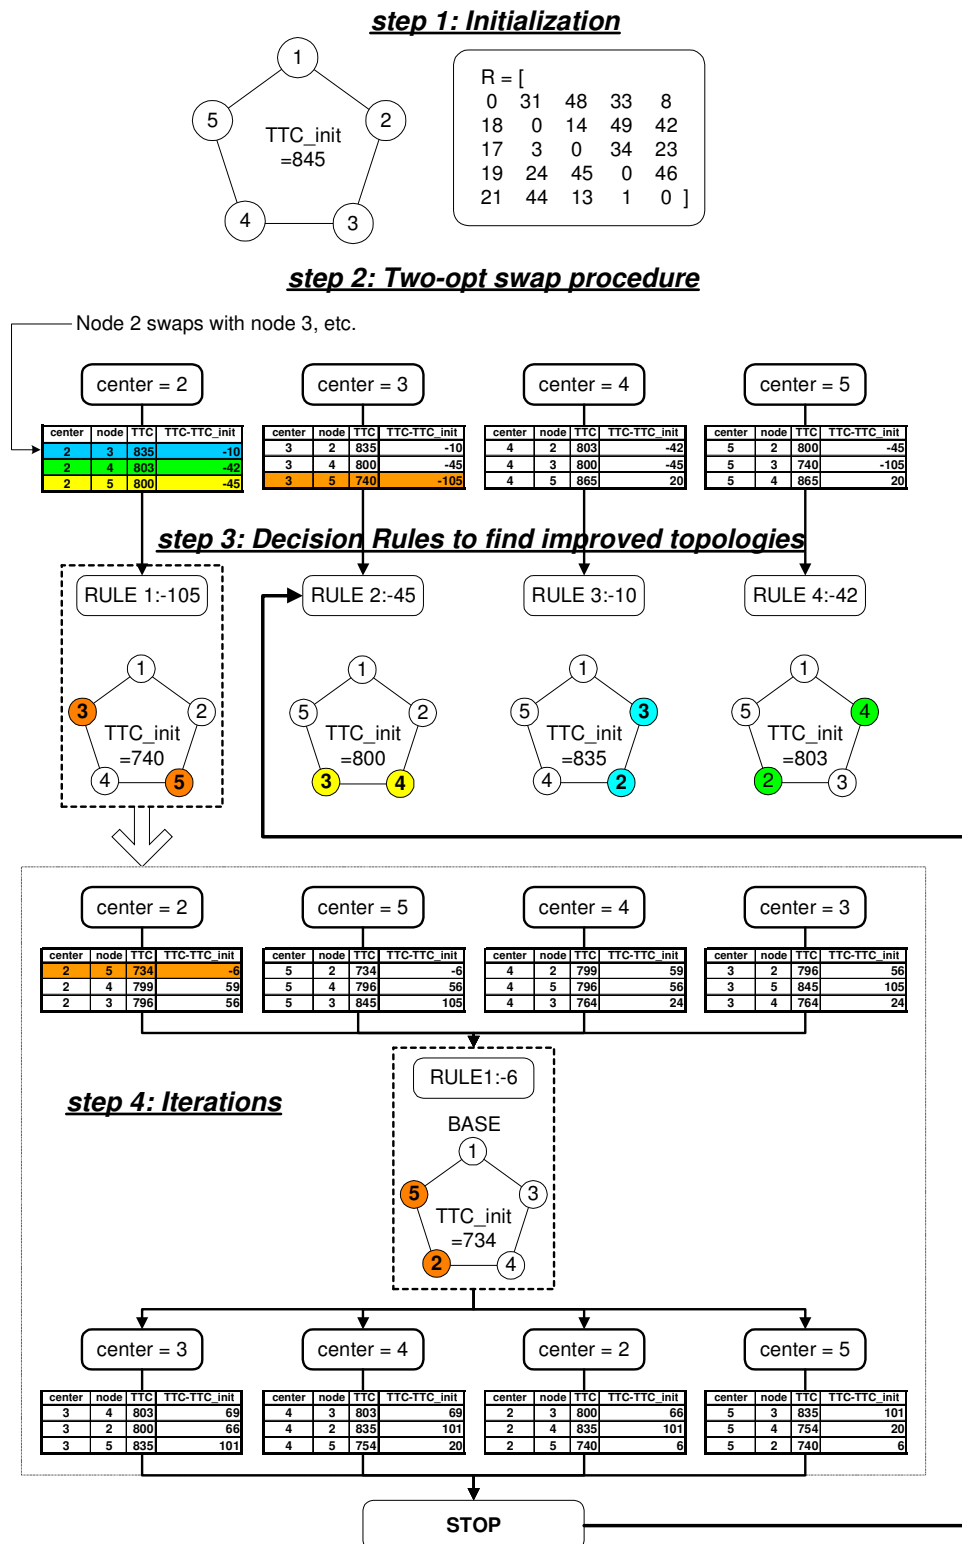 step 1: Initialization
1
5
2
TTC_init
=845
4
3
R = [
0 31 48 33 8
18 0 14 49 42
17 3 0 34 23
19 24 45 0 46
21 44 13 1 0 ]
step 2: Two-opt swap procedure
Node 2 swaps with node 3, etc.
center = 2
center node TTC TTC-TTC_init
2 3 835 -10
2 4 803 -42
2 5 800 -45
center = 3
center node TTC TTC-TTC_init
3 2 835 -10
3 4 800 -45
3 5 740 -105
center = 4
center node TTC TTC-TTC_init
4 2 803 -42
4 3 800 -45
4 5 865 20
center = 5
center node TTC TTC-TTC_init
5 2 800 -45
5 3 740 -105
5 4 865 20
step 3: Decision Rules to find improved topologies
RULE 1:-105
1
3
2
TTC_init
=740
4
5
RULE 2:-45
1
5
2
TTC_init
=800
3
4
RULE 3:-10
1
5
3
TTC_init
=835
4
2
RULE 4:-42
1
5
4
TTC_init
=803
2
3
center = 2
center node TTC TTC-TTC_init
2 5 734 -6
2 4 799 59
2 3 796 56
center = 5
center node TTC TTC-TTC_init
5 2 734 -6
5 4 796 56
5 3 845 105
center = 4
center node TTC TTC-TTC_init
4 2 799 59
4 5 796 56
4 3 764 24
center = 3
center node TTC TTC-TTC_init
3 2 796 56
3 5 845 105
3 4 764 24
step 4: Iterations
RULE1:-6
BASE
1
5
3
TTC_init
=734
2
4
center = 3
center node TTC TTC-TTC_init
3 4 803 69
3 2 800 66
3 5 835 101
center = 4
center node TTC TTC-TTC_init
4 3 803 69
4 2 835 101
4 5 754 20
center = 2
center node TTC TTC-TTC_init
2 3 800 66
2 4 835 101
2 5 740 6
center = 5
center node TTC TTC-TTC_init
5 3 835 101
5 4 754 20
5 2 740 6
STOP